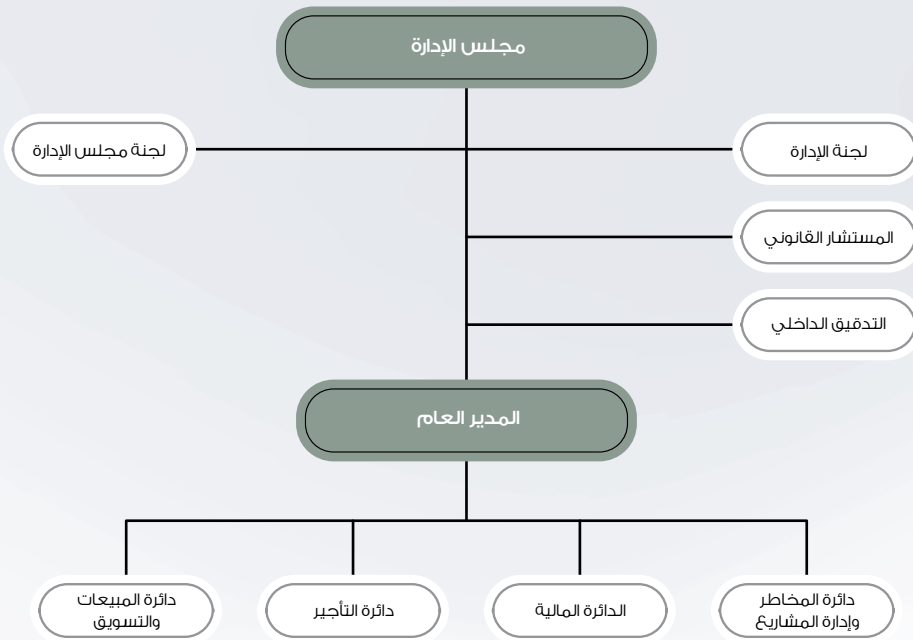 مجلس الإدارة
لجنة الإدارة
لجنة مجلس الإدارة
المستشار القانوني
التدقيق الداخلي
المدير العام
دائرة المخاطر
وإدارة المشاريع
الدائرة المالية
دائرة التأجير
دائرة المبيعات
والتسويق